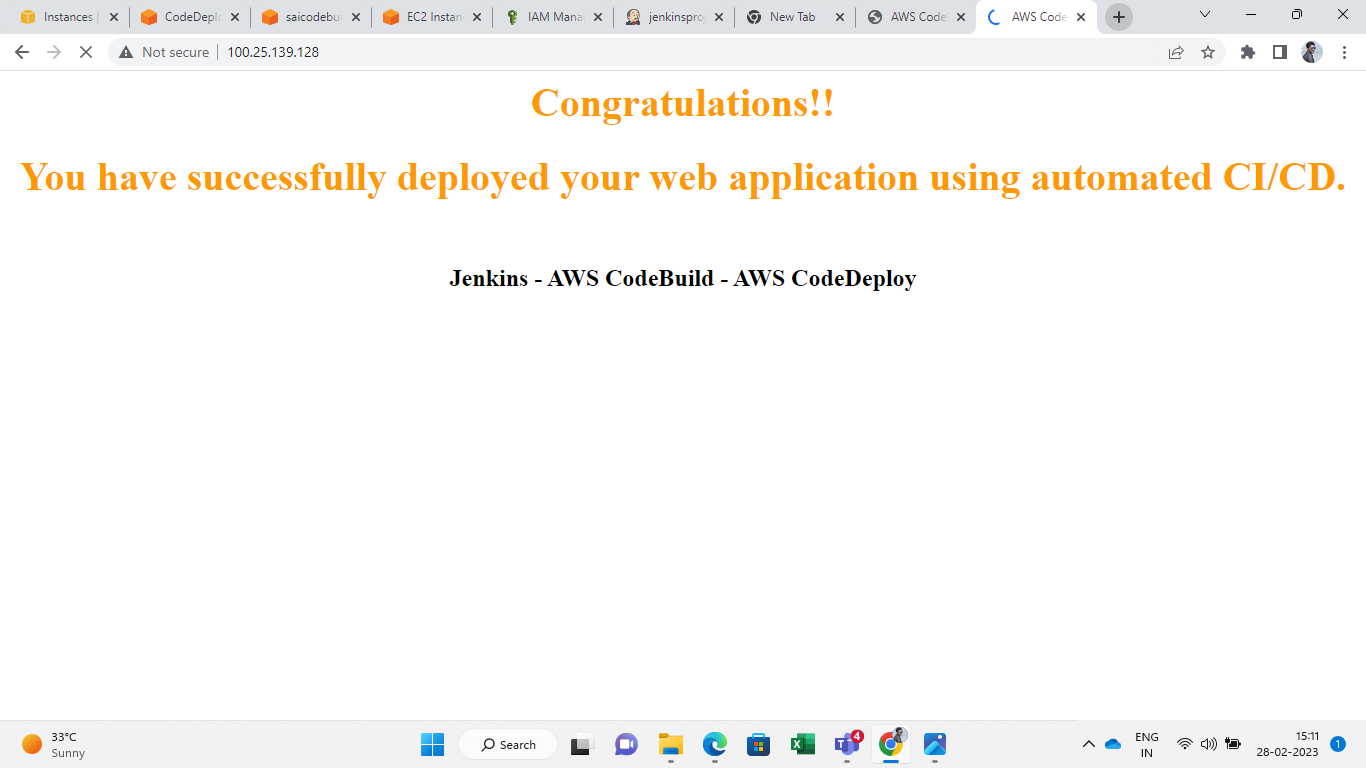 Instances |
CodeDeplo
saicodebui
EC2 Instan
IAM Mana
jenkinsproj
New Tab
AWS Code
AWS Code
Not secure
100.25.139.128
Congratulations!!
You have successfully deployed your web application using automated CI/CD.
Jenkins - AWS CodeBuild - AWS CodeDeploy
33°C
Sunny
Search
4
ENG
IN
15:11
28-02-2023
1